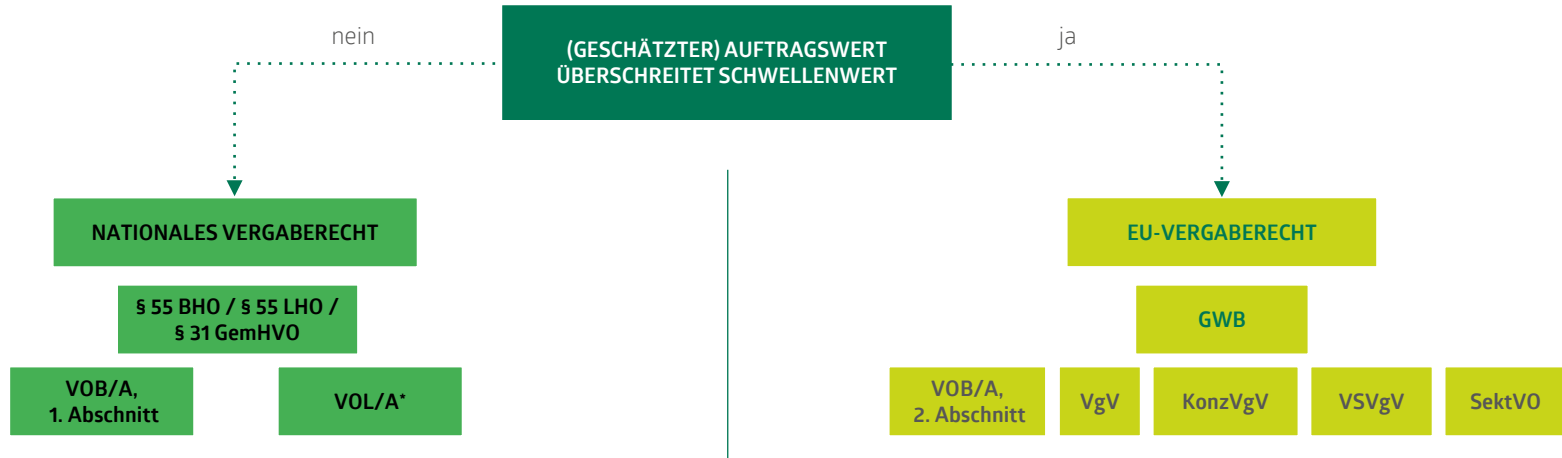 nein
(GESCHÄTZTER) AUFTRAGSWERT
ÜBERSCHREITET SCHWELLENWERT
ja
NATIONALES VERGABERECHT
§ 55 BHO / § 55 LHO /
§ 31 GemHVO
VOB/A,
1. Abschnitt
VOL/A*
EU-VERGABERECHT
GWB
VOB/A,
2. Abschnitt
VgV
KonzVgV
VSVgV
SektVO